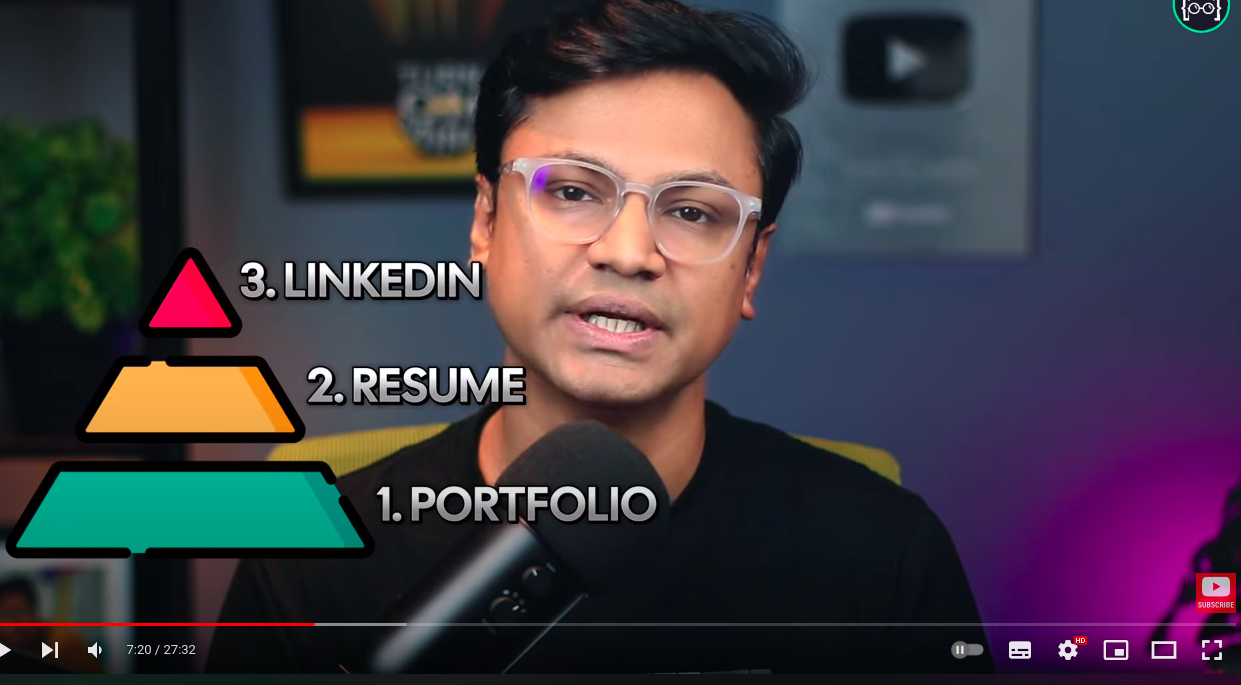 3. LINKEDIN
2. RESUME
1. PORTFOLIO
SUBSCRIBE
7:20 / 27:32
HD